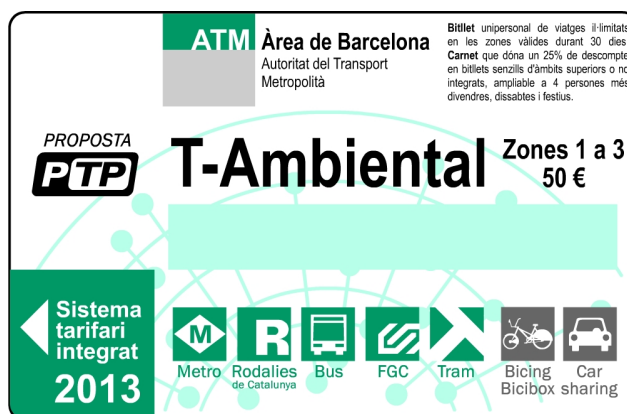 ATM Àrea de Barcelona
Autoritat del Transport
Metropolità
Bitllet unipersonal de viatges il·limitats
en les zones vàlides durant 30 dies
Carnet que dóna un 25% de descompte
en bitllets senzills d'àmbits superiors o no
integrats, ampliable a 4 persones més
divendres, dissabtes i festius.
PROPOSTA
PTP
T-Ambiental
Zones 1 a 3
50 €
Sistema
tarifari
integrat
2013
M
R
Metro
Rodalies
de Catalunya
Bus
FGC
Tram
Bicing
Bicibox
Car
sharing